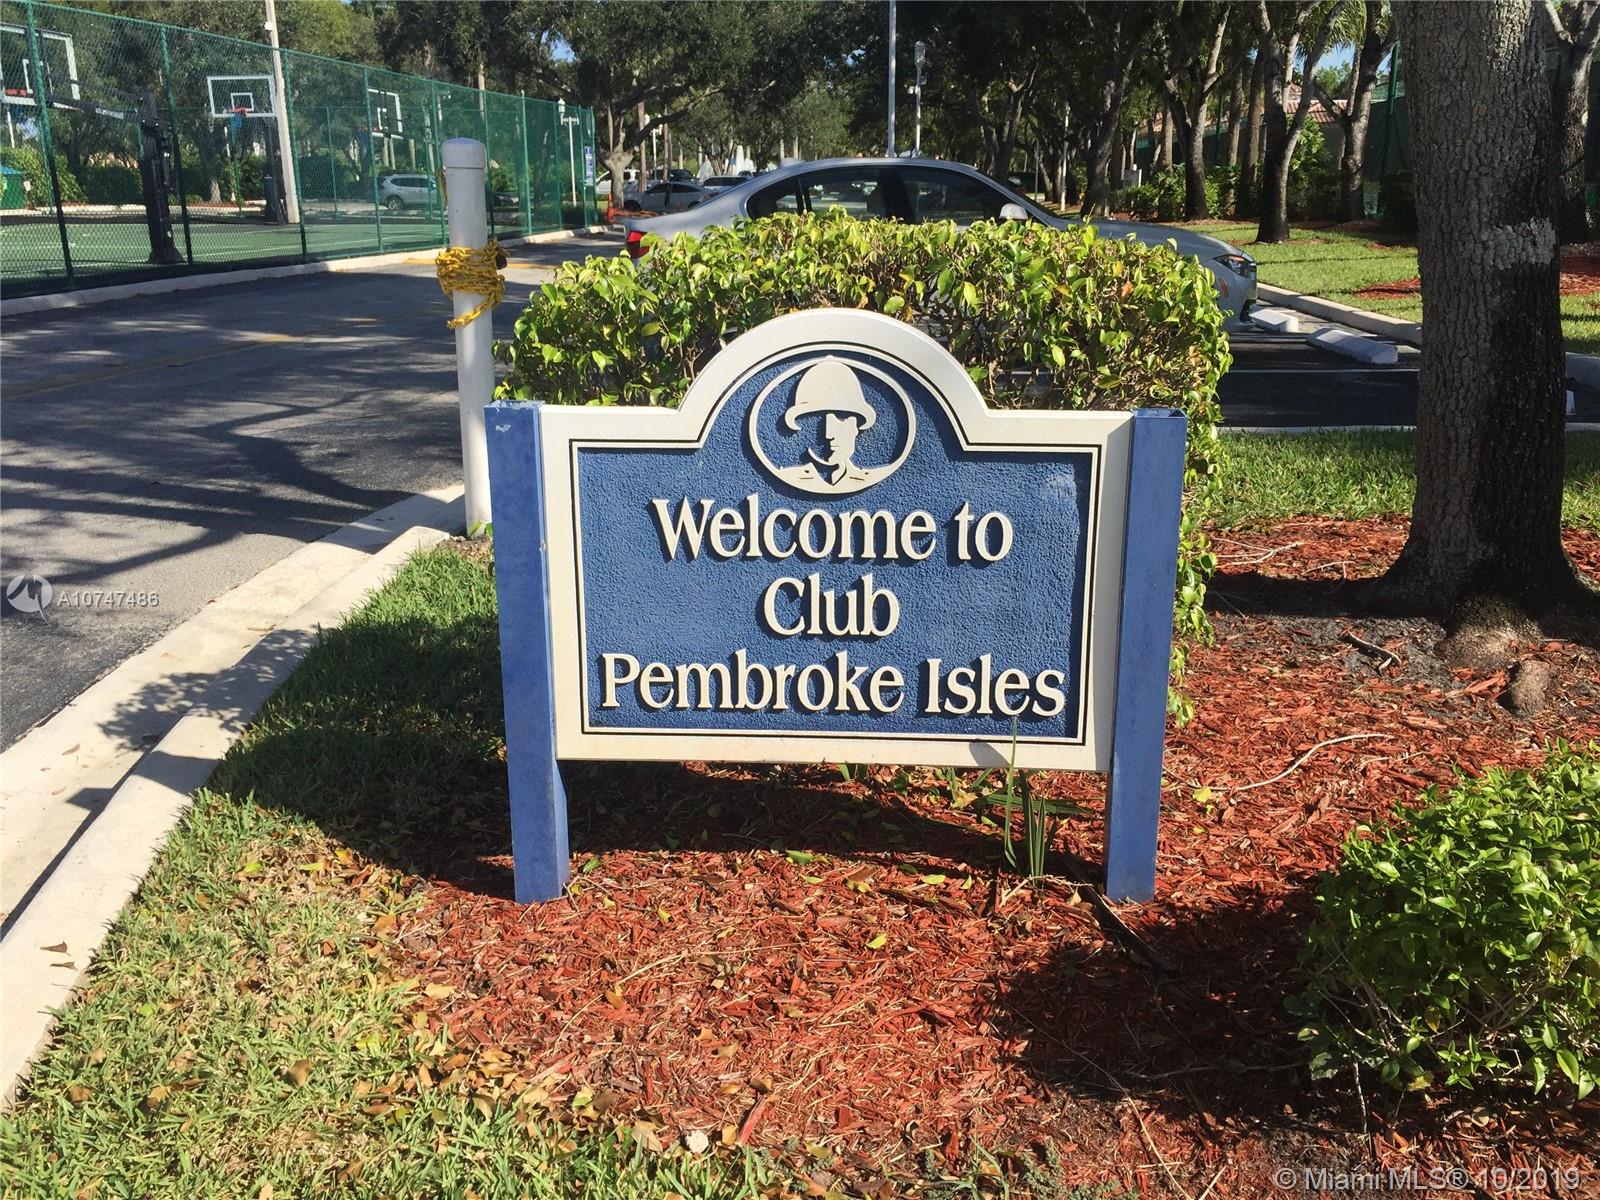 Welcome to
Club
Pembroke Isles
A10747486
©Miami MLS® 10/2019